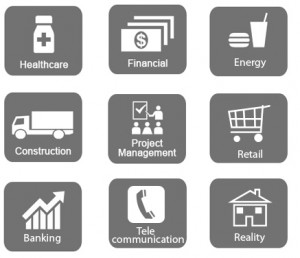 Healthcare
Financial
Energy
Construction
Project
Management
Retail
Banking
Tele
communication
Reality